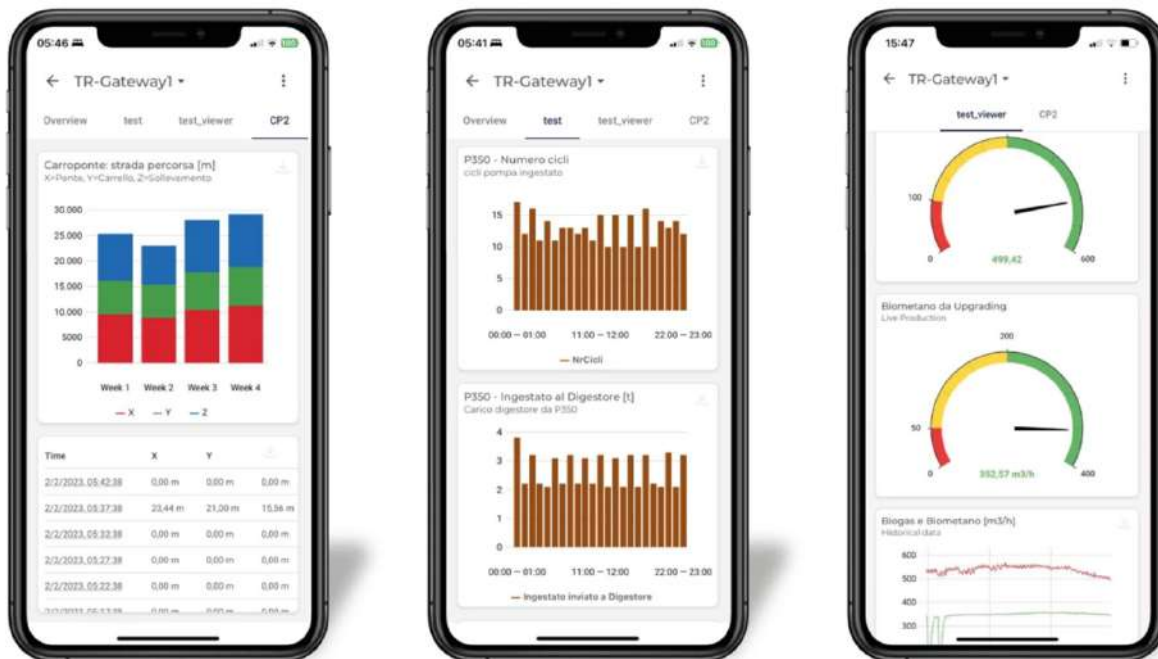 05:46
100
TR-Gateway1
Overview test test_viewer CP2
Carroponte: strada percorsa [m]
X=Ponte, Y=Carrello, Z=Sollevamento
30.000
25.000
20.000
15.000
10.000
5000
0
Week 1 Week 2 Week 3 Week 4
X Y Z
Time X Y
2/2/2023, 05:42:38 0,00 m 0,00 m 0,00 m
2/2/2023, 05:37:38 23,44 m 21,00 m 15,56 m
2/2/2023, 05:32:38 0,00 m 0,00 m 0,00 m
2/2/2023, 05:27:38 0,00 m 0,00 m 0,00 m
2/2/2023, 05:22:38 0,00 m 0,00 m 0,00 m
05:41
100
TR-Gateway1
Overview test test_viewer CP2
P350 - Numero cicli
cicli pompa ingestato
15
10
5
0
00:00 – 01:00 11:00 – 12:00 22:00 – 23:00
NrCicli
P350 - Ingestato al Digestore [t]
Carico digestore da P350
4
3
2
1
0
00:00 – 01:00 11:00 – 12:00 22:00 – 23:00
Ingestato inviato a Digestore
15:47
TR-Gateway1
test_viewer CP2
100
0 499,42 600
Biometano da Upgrading
Live Production
200
50
0 352,57 m3/h 400
Biogas e Biometano [m3/h]
Historical data
600
500
400
300